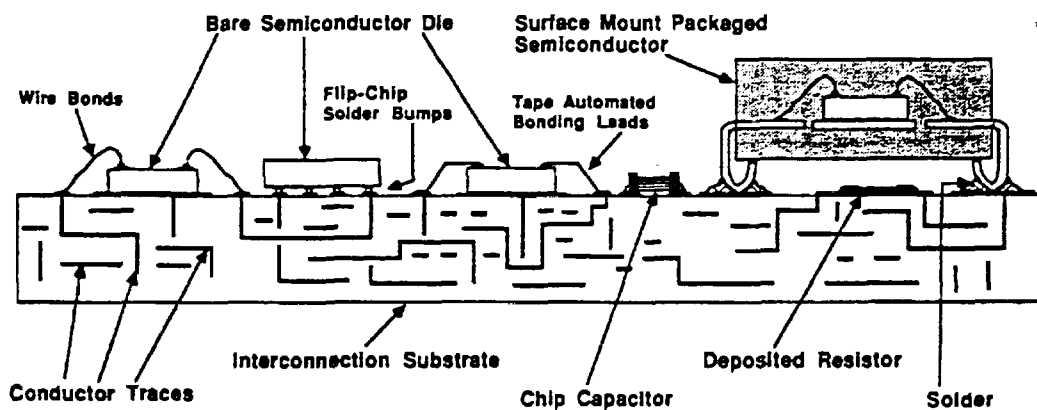 Bare Semiconductor Die
Surface Mount Packaged
Semiconductor
Wire Bonds
Flip-Chip
Solder Bumps
Tape Automated
Bonding Leads
Interconnection Substrate
Deposited Resistor
Conductor Traces
Chip Capacitor
Solder